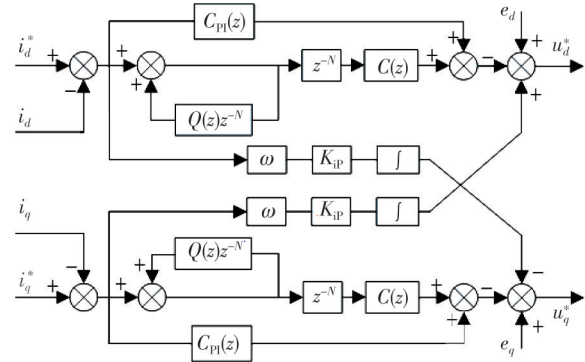 C_PI(z)
e_d
i_d^*
+
+
+
+
+
u_d^*
−
+
−
z^{-N}
C(z)
+
i_d
Q(z)z^{-N}
ω
K_iP
∫
ω
K_iP
∫
i_q
−
Q(z)z^{-N}
−
i_q^*
+
+
+
z^{-N}
C(z)
+
−
u_q^*
+
+
C_PI(z)
e_q